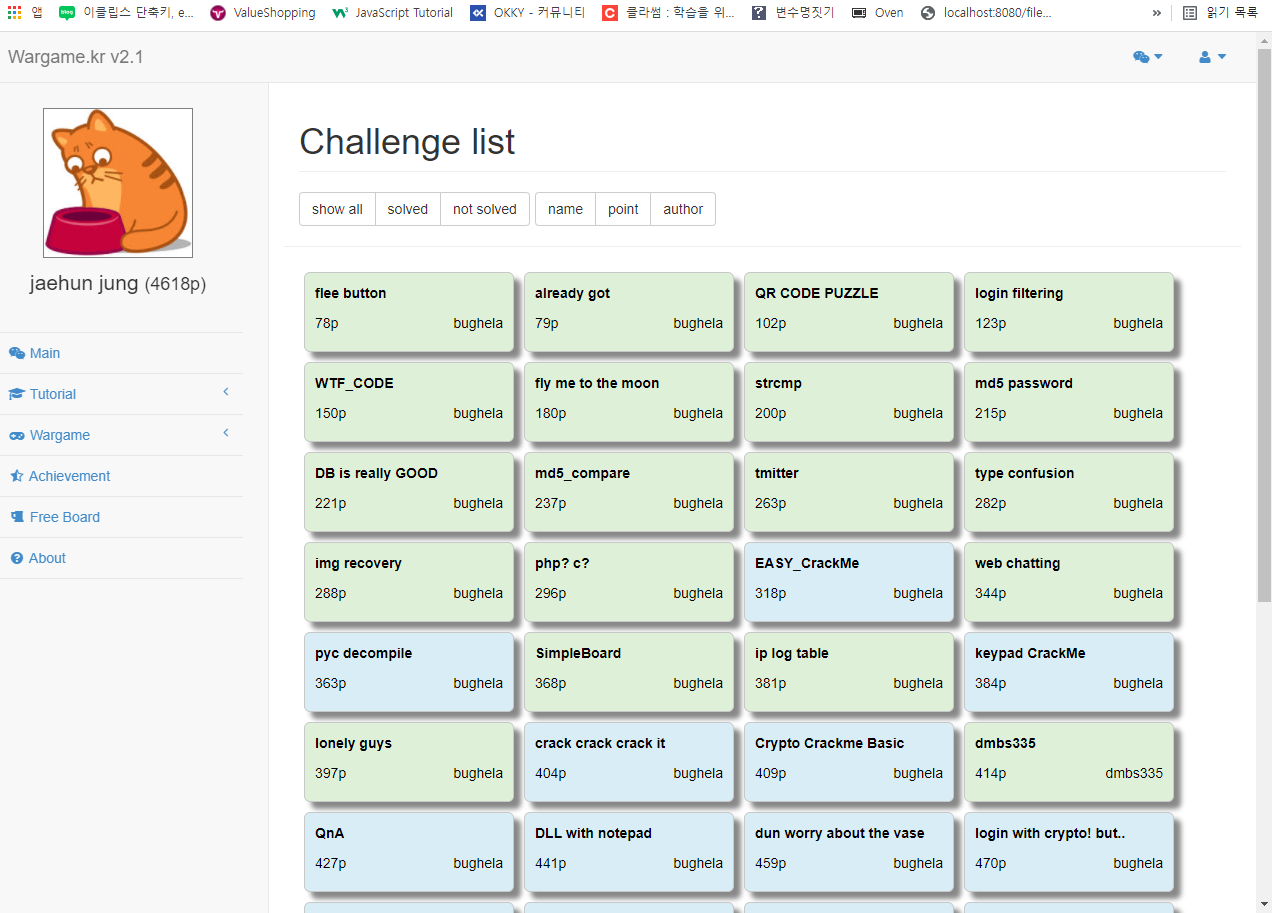 앱 이클립스 단축키, e... ValueShopping JavaScript Tutorial OKKY - 커뮤니티 클라썸 : 학습을 위... 변수명짓기 Oven localhost:8080/file... » 읽기 목록
Wargame.kr v2.1
jaehun jung (4618p)
Main
Tutorial
Wargame
Achievement
Free Board
About
Challenge list
show all solved not solved name point author
flee button already got QR CODE PUZZLE login filtering
78p bughela 79p bughela 102p bughela 123p bughela
WTF_CODE fly me to the moon strcmp md5 password
150p bughela 180p bughela 200p bughela 215p bughela
DB is really GOOD md5_compare tmitter type confusion
221p bughela 237p bughela 263p bughela 282p bughela
img recovery php? c? EASY_CrackMe web chatting
288p bughela 296p bughela 318p bughela 344p bughela
pyc decompile SimpleBoard ip log table keypad CrackMe
363p bughela 368p bughela 381p bughela 384p bughela
lonely guys crack crack crack it Crypto Crackme Basic dmbs335
397p bughela 404p bughela 409p bughela 414p dmbs335
QnA DLL with notepad dun worry about the vase login with crypto! but..
427p bughela 441p bughela 459p bughela 470p bughela